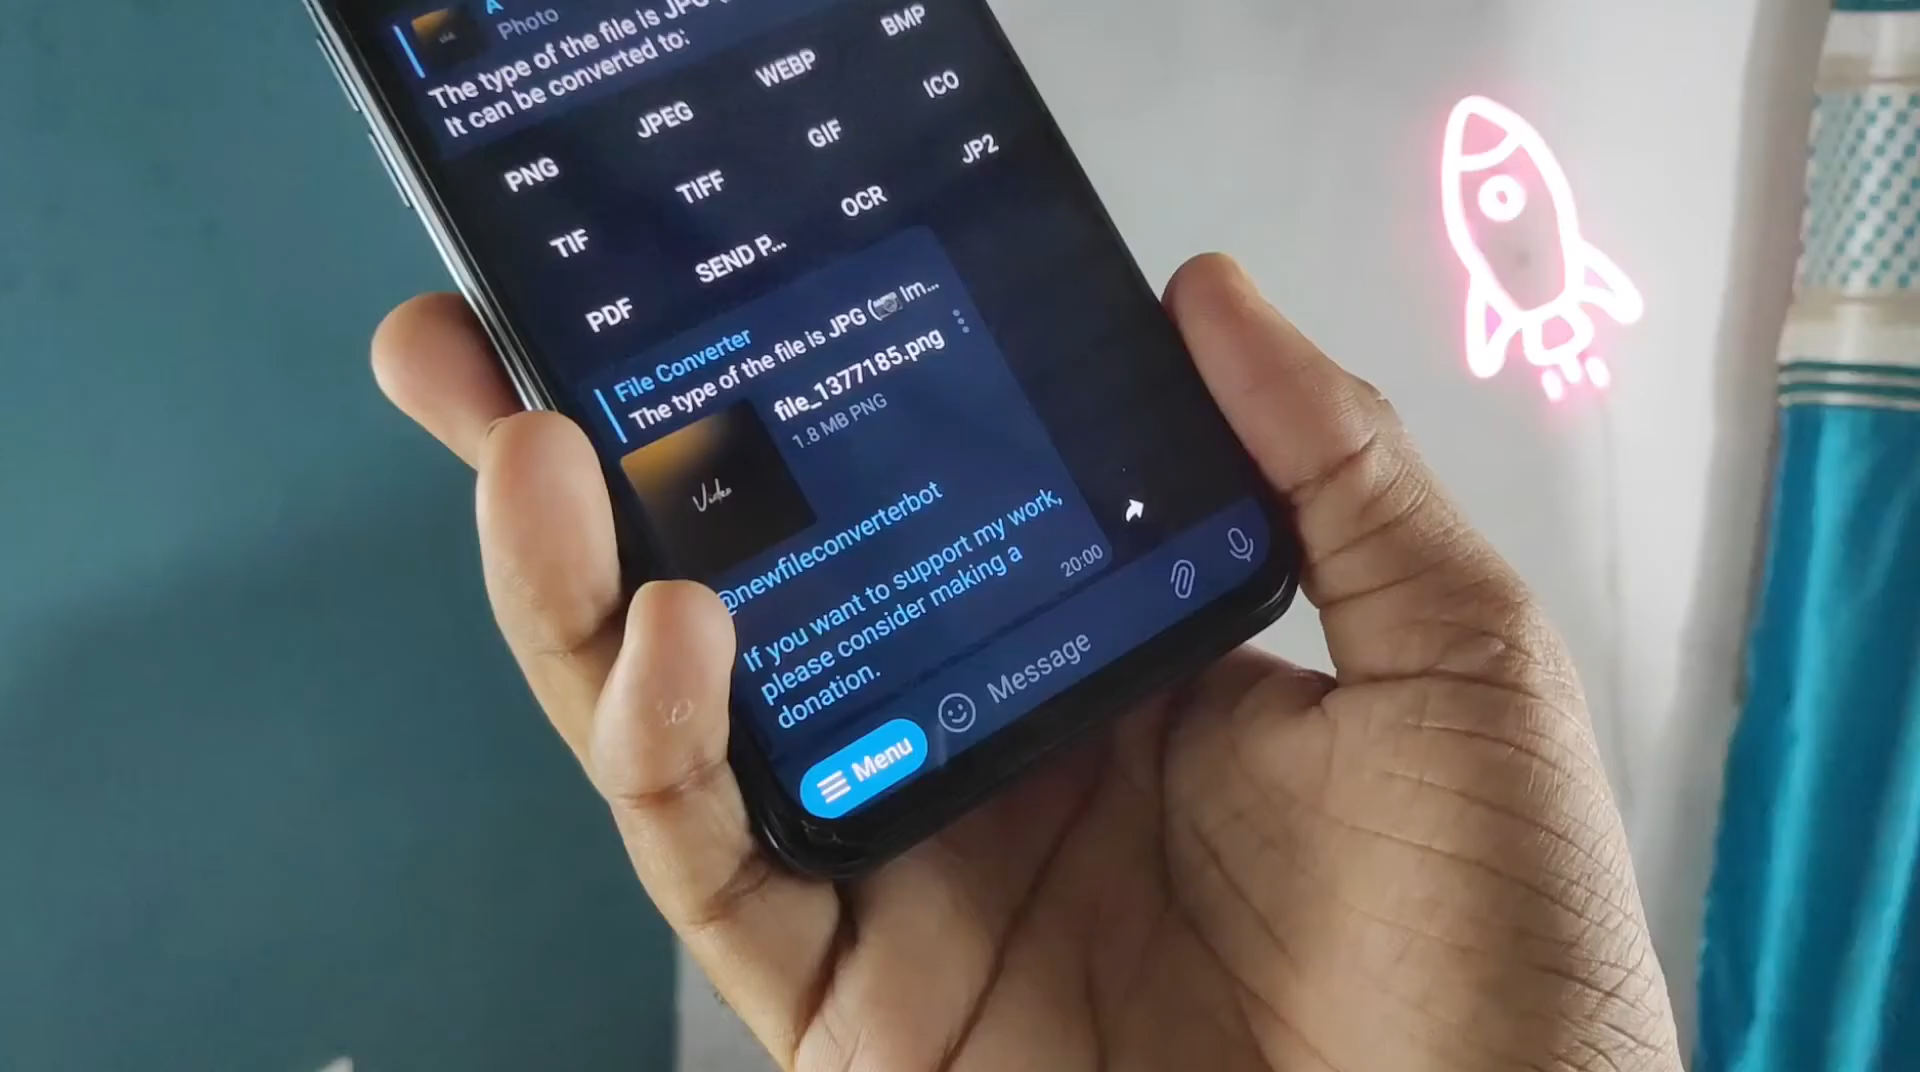 A
Photo
The type of the file is JPG (
It can be converted to:
PNG JPEG WEBP BMP
TIF TIFF GIF ICO
PDF SEND P... OCR JP2
File Converter
The type of the file is JPG (📷 Im...
file_1377185.png
1.8 MB PNG
Video
@newfileconverterbot
If you want to support my work,
please consider making a
donation.
20:00
Menu
Message